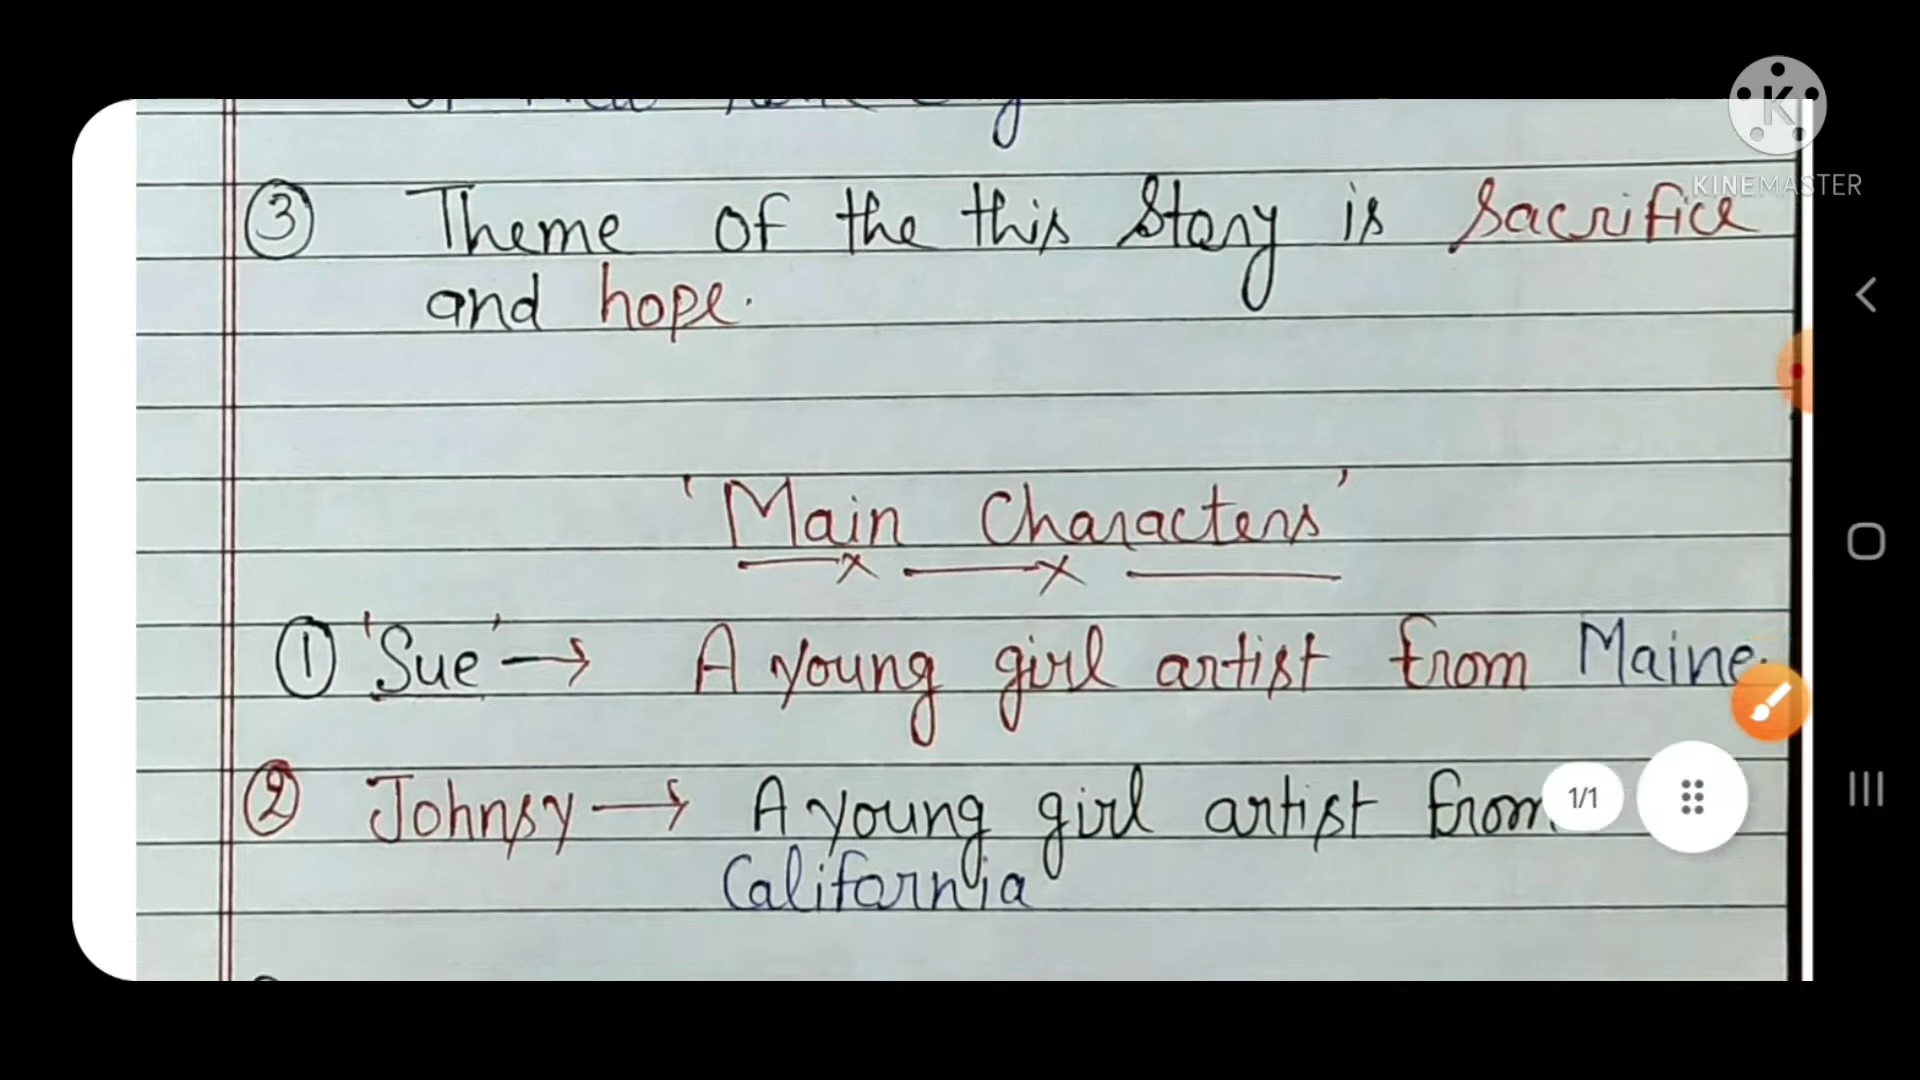 ③ Theme of the this Story is Sacrifice
and hope.
'Main Characters'
① 'Sue' → A young girl artist from Maine.
② Johnsy → A young girl artist from
California
1/1
K
KINEMASTER